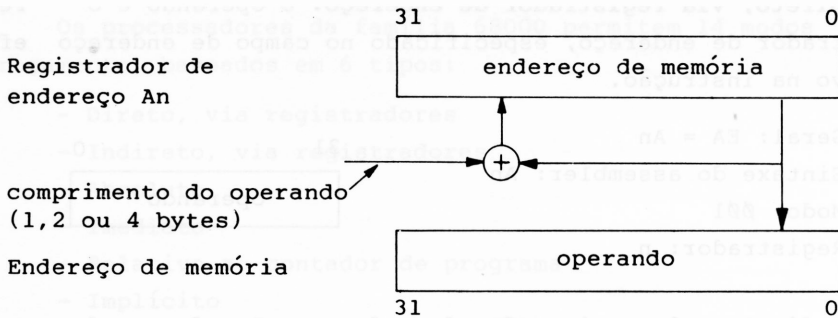 31 0
Registrador de
endereço An
endereço de memória
comprimento do operando
(1,2 ou 4 bytes)
+
Endereço de memória
operando
31 0